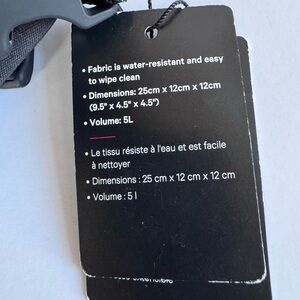 • Fabric is water-resistant and easy
to wipe clean
• Dimensions: 25cm x 12cm x 12cm
(9.5" x 4.5" x 4.5")
• Volume: 5L
• Le tissu résiste à l'eau et est facile
à nettoyer
• Dimensions : 25 cm x 12 cm x 12 cm
• Volume : 5 l